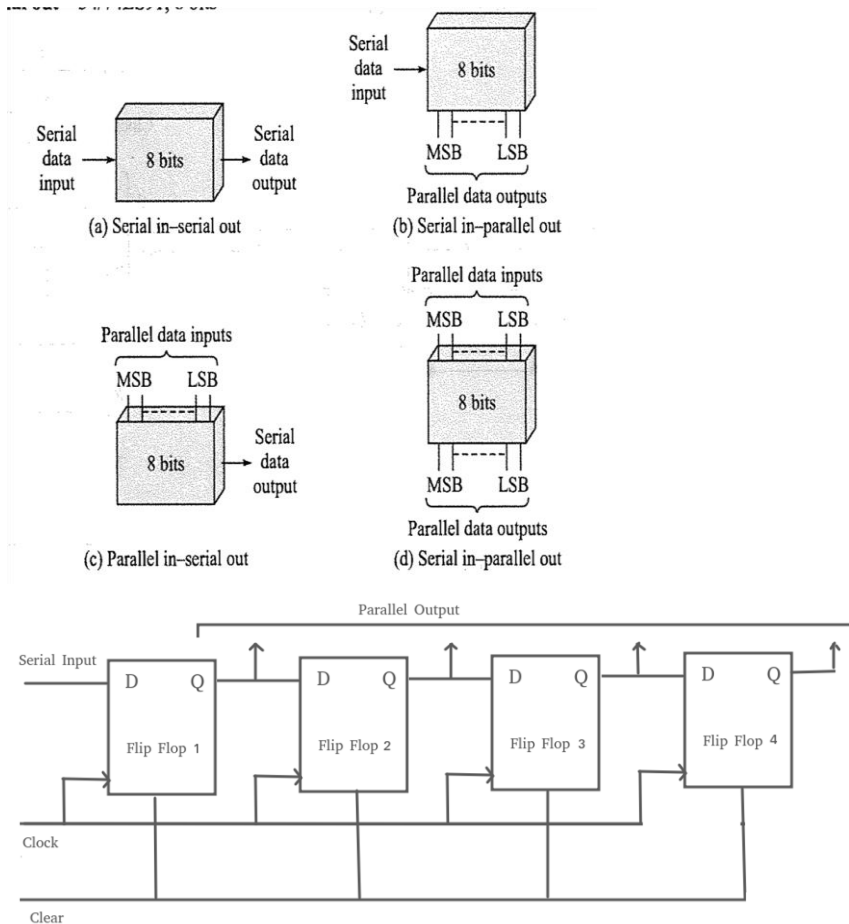 Serial
data
input
8 bits
Serial
data
output
(a) Serial in–serial out
Serial
data
input
8 bits
MSB LSB
Parallel data outputs
(b) Serial in–parallel out
Parallel data inputs
MSB LSB
8 bits
Serial
data
output
(c) Parallel in–serial out
Parallel data inputs
MSB LSB
8 bits
MSB LSB
Parallel data outputs
(d) Serial in–parallel out
Parallel Output
Serial Input
D Q
Flip Flop 1
D Q
Flip Flop 2
D Q
Flip Flop 3
D Q
Flip Flop 4
Clock
Clear